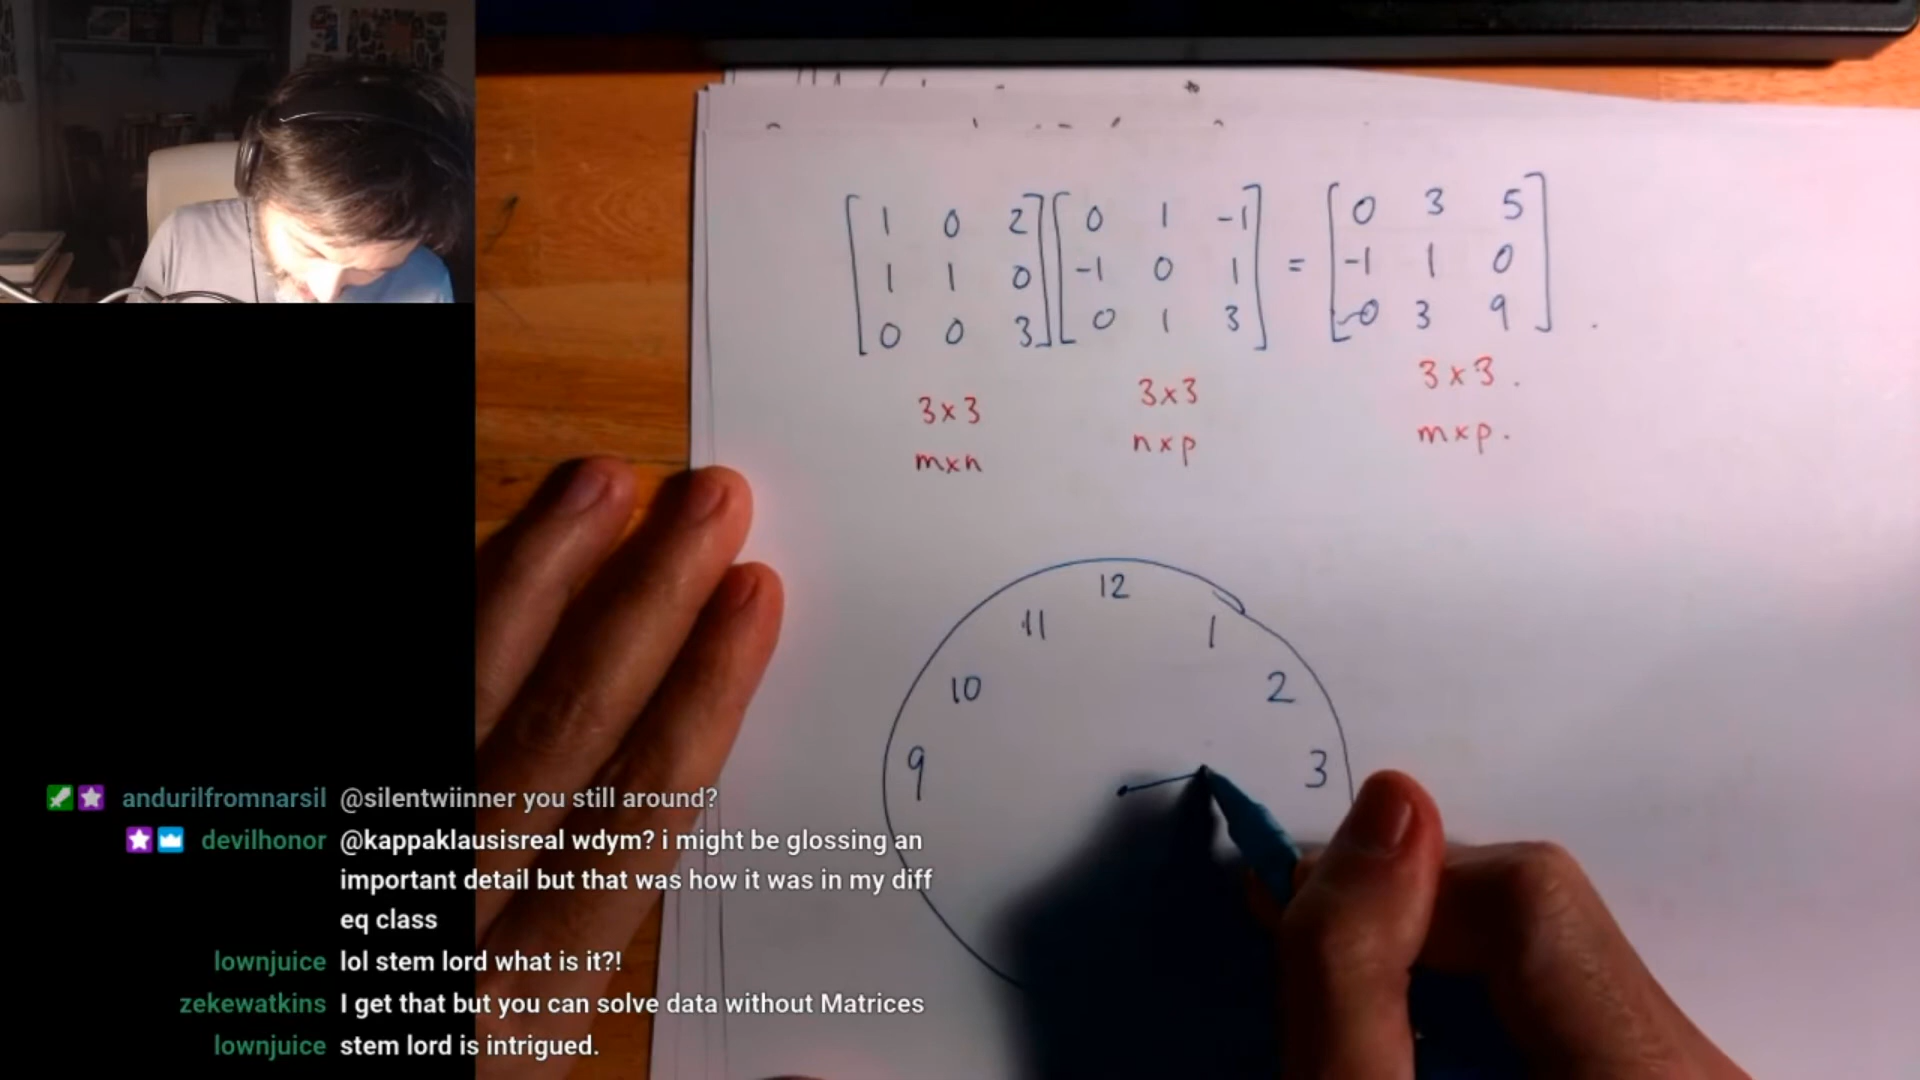 1 0 2 0 1 -1 0 3 5
1 1 0 -1 0 1 = -1 1 0
0 0 3 0 1 3 -0 3 9 .
3x3 3x3 3x3.
mxn nxp mxp.
12
11 1
10 2
9 3
andurilfromnarsil @silentwiinner you still around?
devilhonor @kappaklausisreal wdym? i might be glossing an
important detail but that was how it was in my diff
eq class
lownjuice lol stem lord what is it?!
zekewatkins I get that but you can solve data without Matrices
lownjuice stem lord is intrigued.